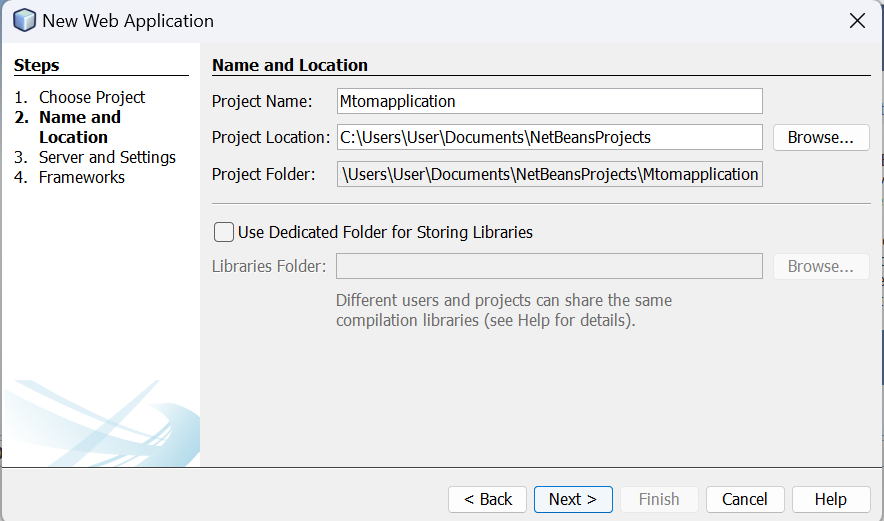 New Web Application
Steps
1. Choose Project
2. Name and
Location
3. Server and Settings
4. Frameworks
Name and Location
Project Name: Mtomapplication
Project Location: C:\Users\User\Documents\NetBeansProjects Browse...
Project Folder: \Users\User\Documents\NetBeansProjects\Mtomapplication
Use Dedicated Folder for Storing Libraries
Libraries Folder: Browse...
Different users and projects can share the same
compilation libraries (see Help for details).
< Back Next > Finish Cancel Help